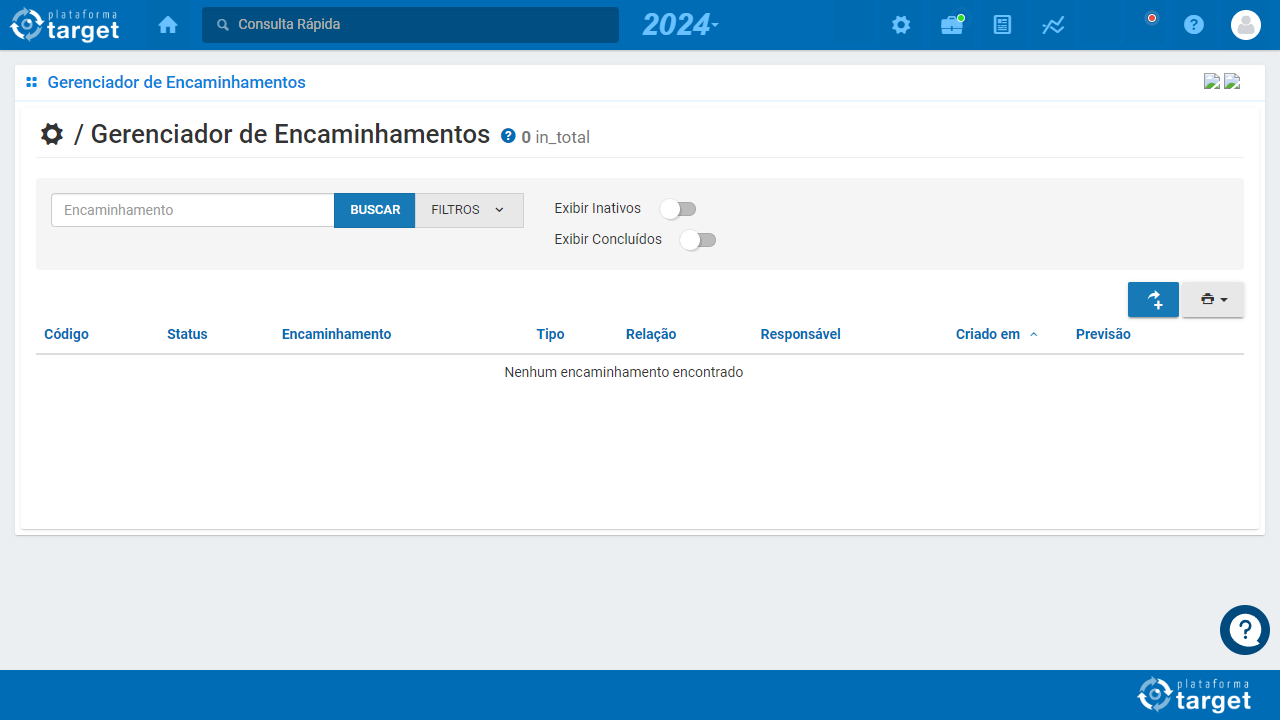 plataforma
target
Consulta Rápida
2024
Gerenciador de Encaminhamentos
/ Gerenciador de Encaminhamentos ? 0 in_total
Encaminhamento
BUSCAR
FILTROS
Exibir Inativos
Exibir Concluídos
Código Status Encaminhamento Tipo Relação Responsável Criado em Previsão
Nenhum encaminhamento encontrado
plataforma
target